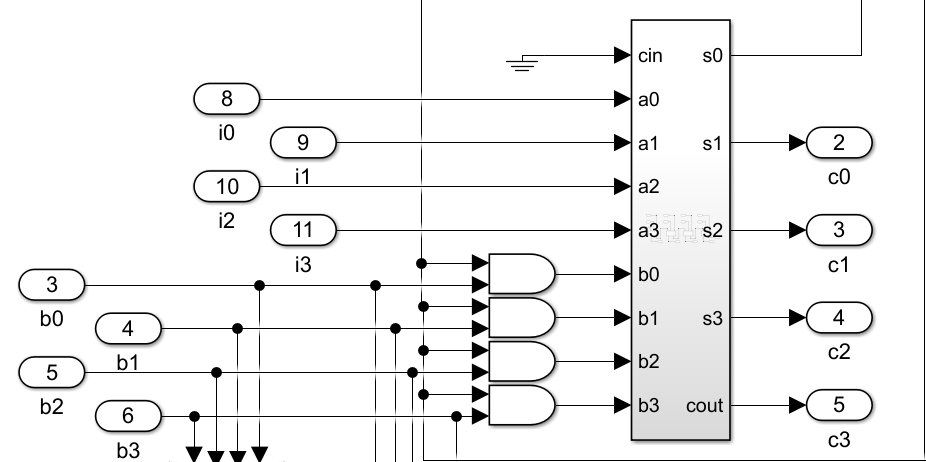 cin s0
8 a0
i0
9 a1 s1 2
i1 c0
10 a2
i2
11 a3 s2 3
i3 c1
3 b0
b0
4 b1 s3 4
b1 c2
5 b2
b2
6 b3 cout 5
b3 c3